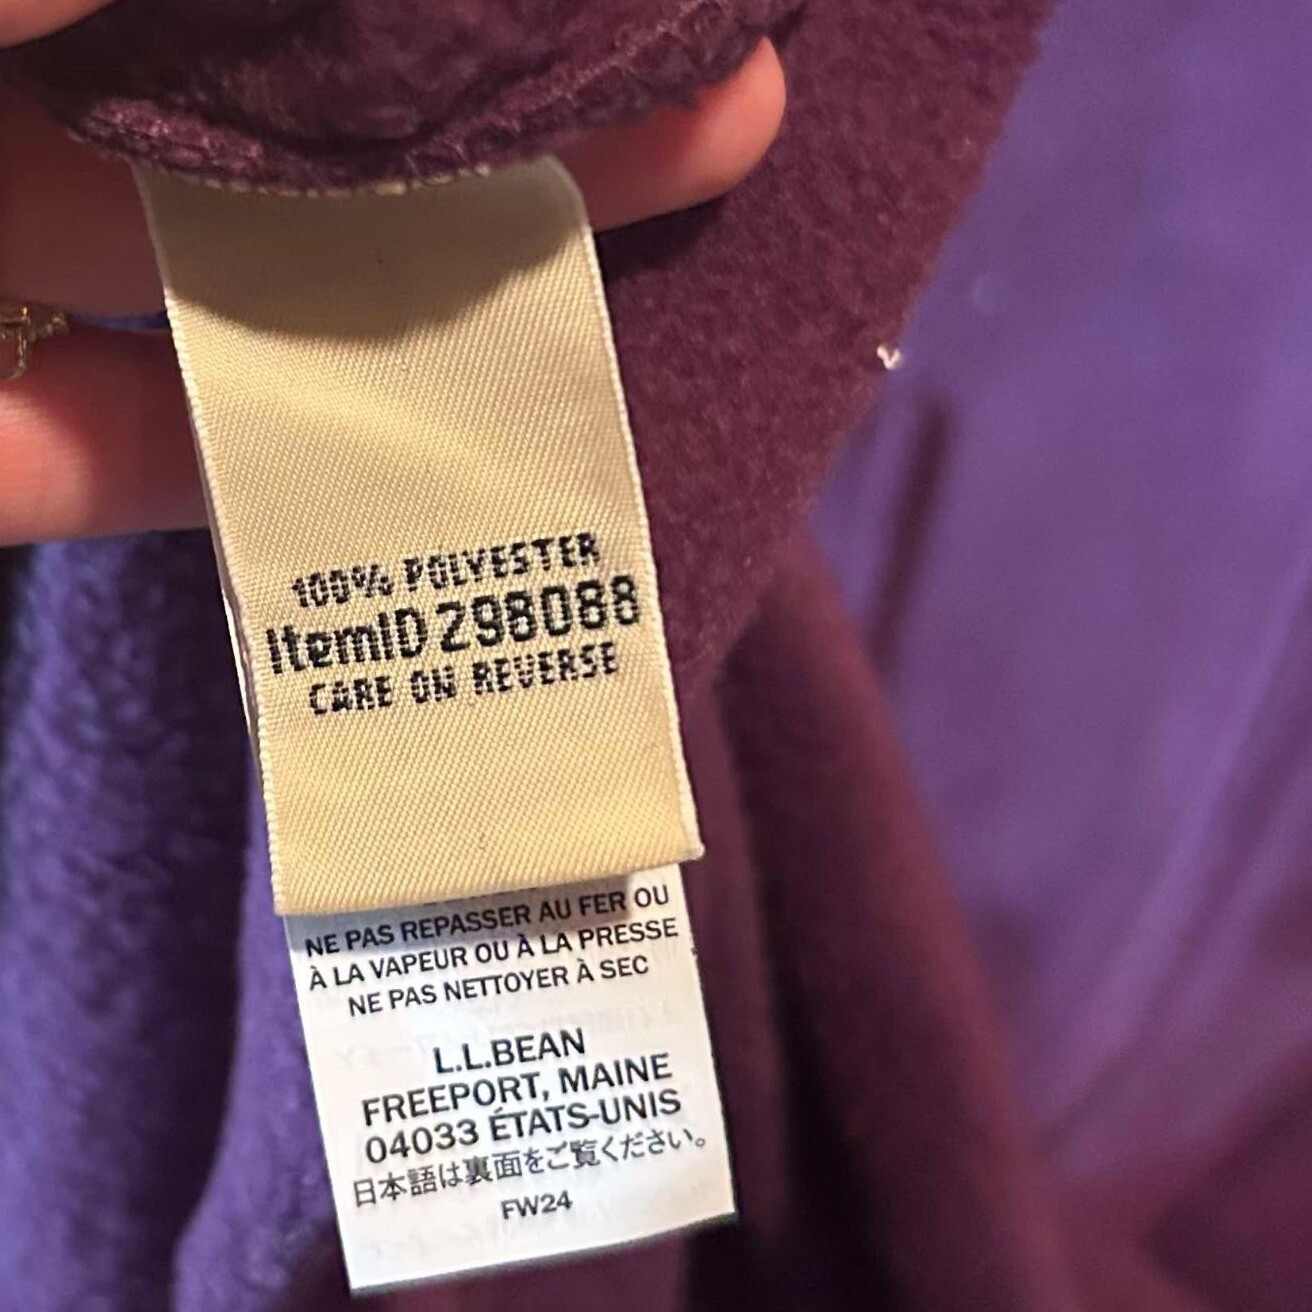 100% POLYESTER
ItemID 298088
CARE ON REVERSE
NE PAS REPASSER AU FER OU
À LA VAPEUR OU À LA PRESSE
NE PAS NETTOYER À SEC
L.L.BEAN
FREEPORT, MAINE
04033 ÉTATS-UNIS
日本語は裏面をご覧ください。
FW24